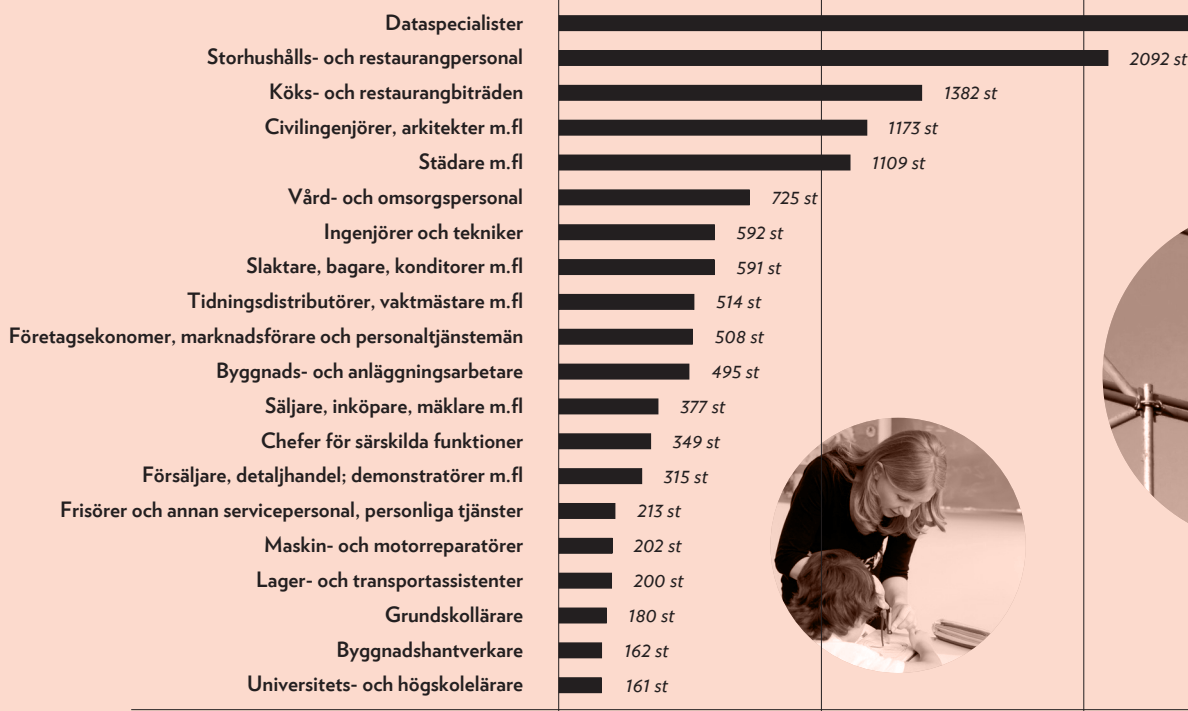 Dataspecialister
Storhushålls- och restaurangpersonal 2092 st
Köks- och restaurangbiträden 1382 st
Civilingenjörer, arkitekter m.fl 1173 st
Städare m.fl 1109 st
Vård- och omsorgspersonal 725 st
Ingenjörer och tekniker 592 st
Slaktare, bagare, konditorer m.fl 591 st
Tidningsdistributörer, vaktmästare m.fl 514 st
Företagsekonomer, marknadsförare och personaltjänstemän 508 st
Byggnads- och anläggningsarbetare 495 st
Säljare, inköpare, mäklare m.fl 377 st
Chefer för särskilda funktioner 349 st
Försäljare, detaljhandel; demonstratörer m.fl 315 st
Frisörer och annan servicepersonal, personliga tjänster 213 st
Maskin- och motorreparatörer 202 st
Lager- och transportassistenter 200 st
Grundskollärare 180 st
Byggnadshantverkare 162 st
Universitets- och högskolelärare 161 st